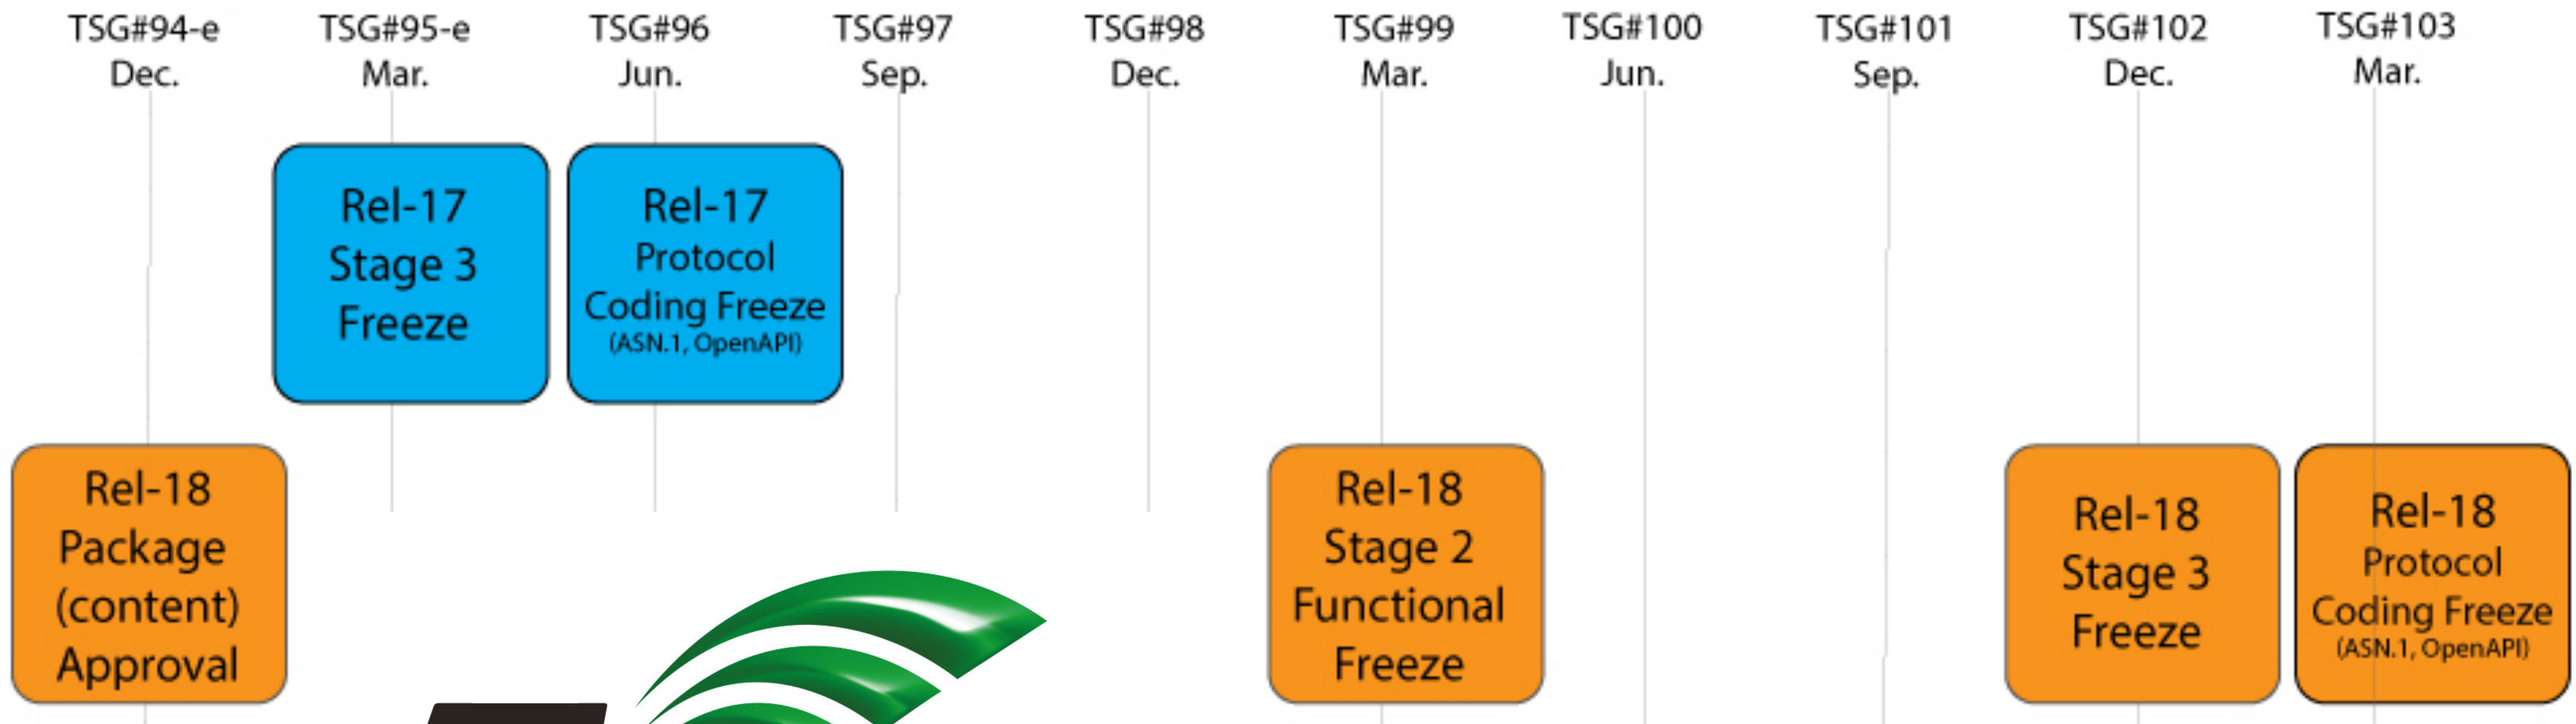 TSG#94-e TSG#95-e TSG#96 TSG#97 TSG#98 TSG#99 TSG#100 TSG#101 TSG#102 TSG#103
Dec. Mar. Jun. Sep. Dec. Mar. Jun. Sep. Dec. Mar.
Rel-17
Stage 3
Freeze
Rel-17
Protocol
Coding Freeze
(ASN.1, OpenAPI)
Rel-18
Package
(content)
Approval
Rel-18
Stage 2
Functional
Freeze
Rel-18
Stage 3
Freeze
Rel-18
Protocol
Coding Freeze
(ASN.1, OpenAPI)